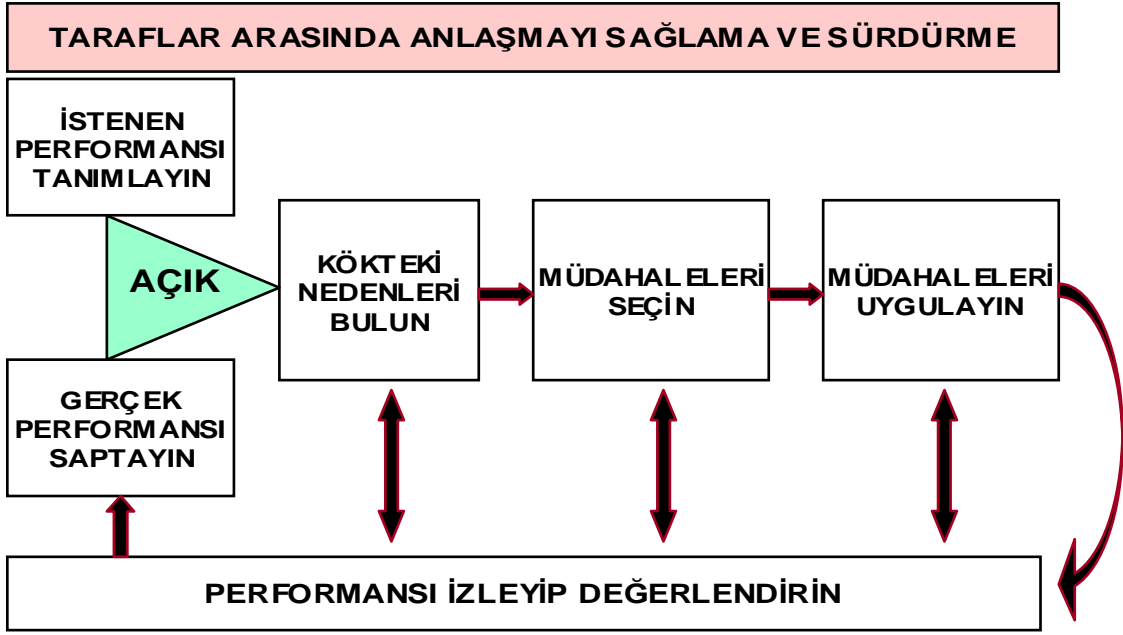 TARAFLAR ARASINDA ANLAŞMAYI SAĞLAMA VE SÜRDÜRME
İSTENEN
PERFORMANSI
TANIMLAYIN
AÇIK
GERÇEK
PERFORMANSI
SAPTAYIN
KÖKTEKİ
NEDENLERİ
BULUN
MÜDAHALELERİ
SEÇİN
MÜDAHALELERİ
UYGULAYIN
PERFORMANSI İZLEYİP DEĞERLENDİRİN